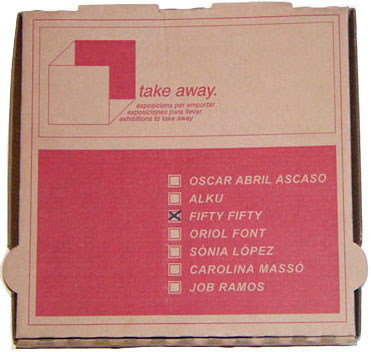 take away.
exposicions per emportar
exposiciones para llevar
exhibitions to take away
OSCAR ABRIL ASCASO
ALKU
FIFTY FIFTY
ORIOL FONT
SÒNIA LÓPEZ
CAROLINA MASSÓ
JOB RAMOS